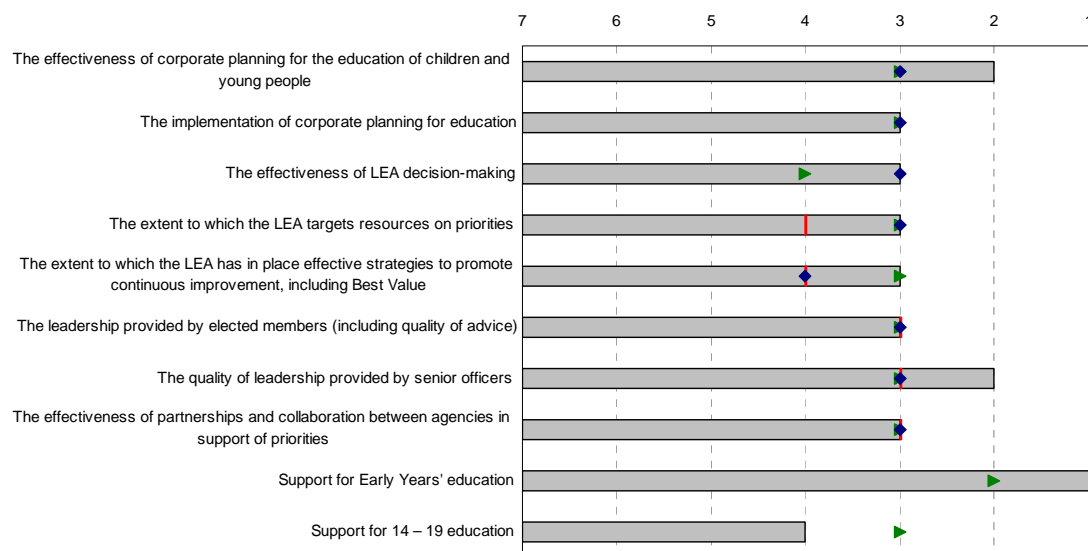 7 6 5 4 3 2 1
The effectiveness of corporate planning for the education of children and
young people
The implementation of corporate planning for education
The effectiveness of LEA decision-making
The extent to which the LEA targets resources on priorities
The extent to which the LEA has in place effective strategies to promote
continuous improvement, including Best Value
The leadership provided by elected members (including quality of advice)
The quality of leadership provided by senior officers
The effectiveness of partnerships and collaboration between agencies in
support of priorities
Support for Early Years' education
Support for 14 – 19 education